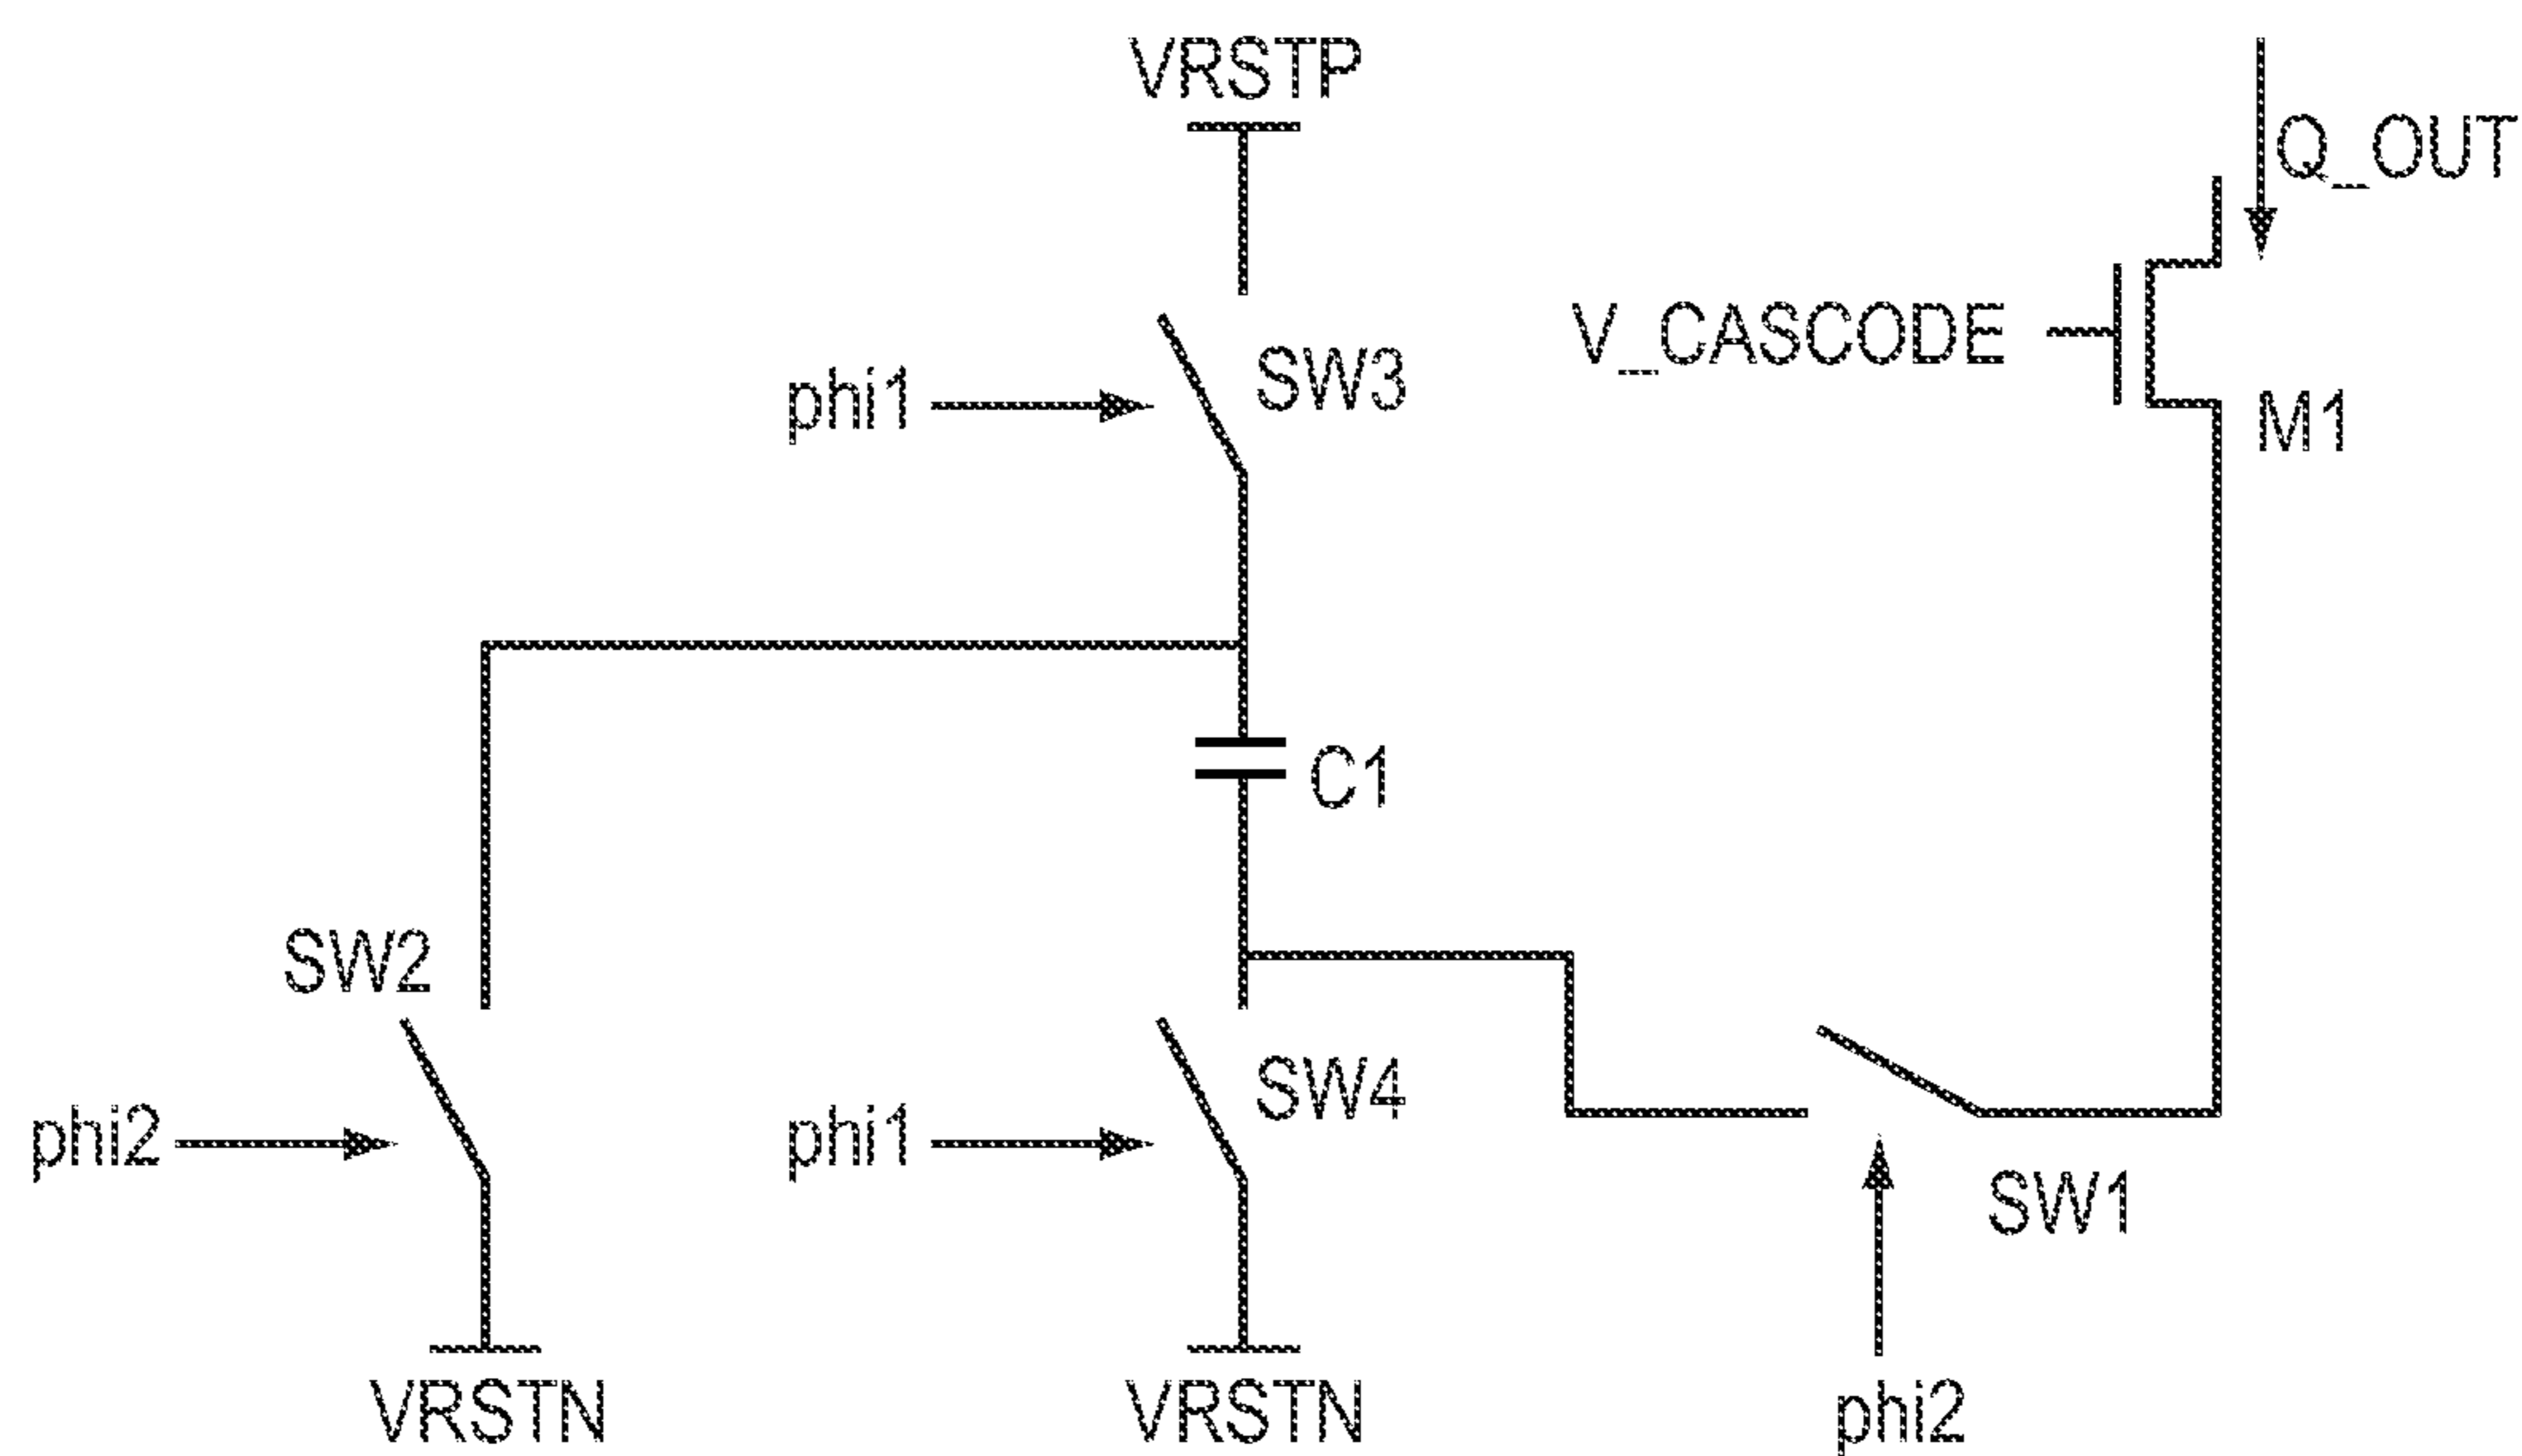 VRSTP
Q_OUT
V_CASCODE
SW3
phi1
M1
C1
SW2
SW4
phi2
phi1
SW1
VRSTN
VRSTN
phi2